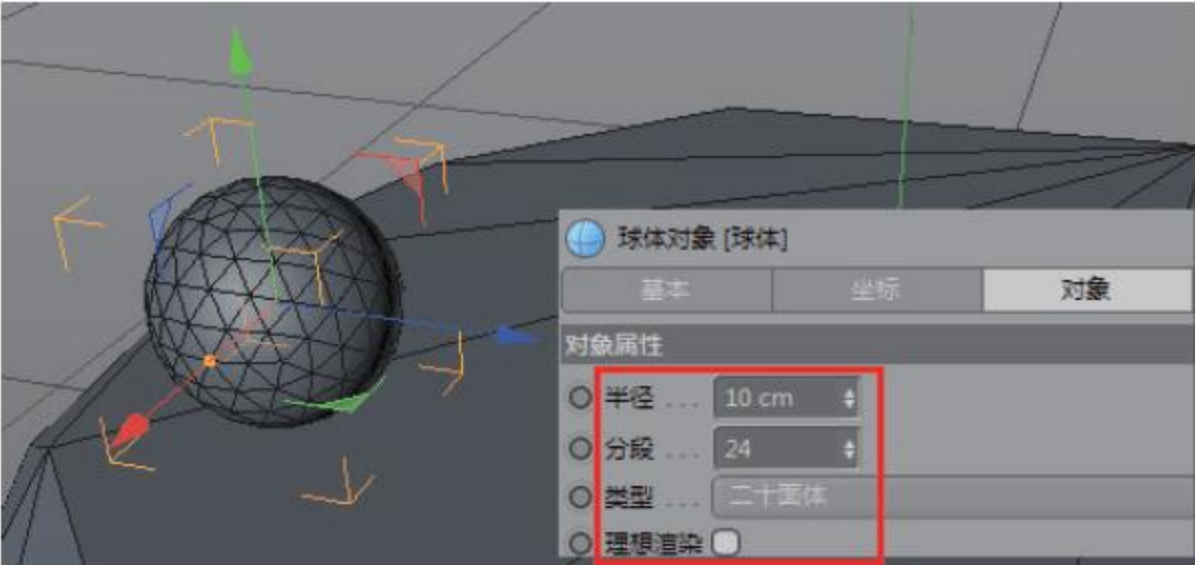 球体对象 [球体]
基本 坐标 对象
对象属性
半径 . . . 10 cm
分段 . . . 24
类型 . . . 二十面体
理想渲染